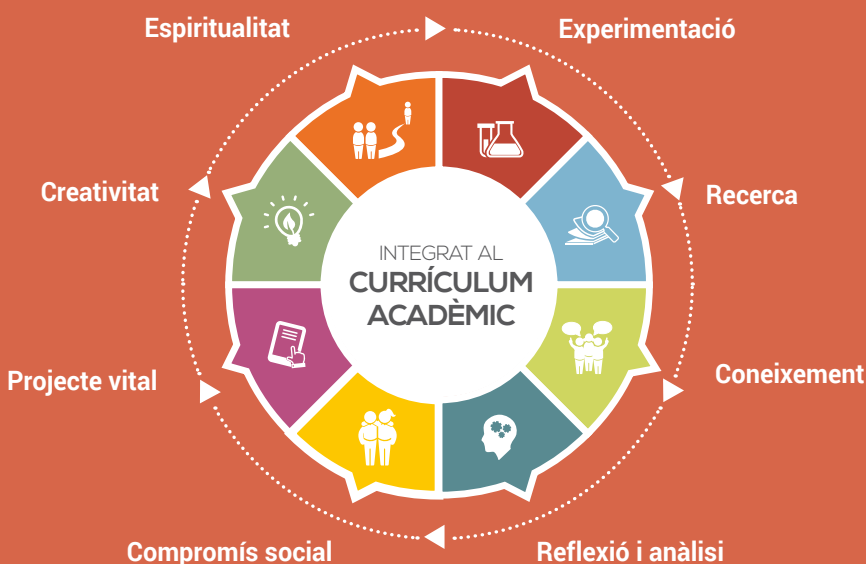 Espiritualitat
Experimentació
Creativitat
Recerca
INTEGRAT AL
CURRÍCULUM
ACADÈMIC
Projecte vital
Coneixement
Compromís social
Reflexió i anàlisi